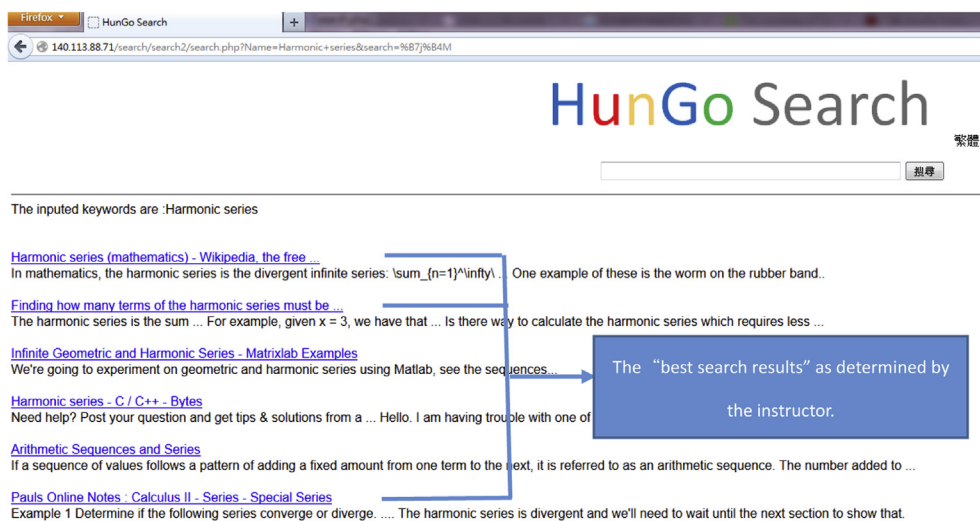 Firefox
HunGo Search
+
140.113.88.71/search/search2/search.php?Name=Harmonic+series&search=%B7j%B4M
HunGo Search
繁體
搜尋
The inputed keywords are :Harmonic series
Harmonic series (mathematics) - Wikipedia, the free ...
In mathematics, the harmonic series is the divergent infinite series: \sum_{n=1}^\infty\ ... One example of these is the worm on the rubber band..
Finding how many terms of the harmonic series must be ...
The harmonic series is the sum ... For example, given x = 3, we have that ... Is there way to calculate the harmonic series which requires less ...
Infinite Geometric and Harmonic Series - Matrixlab Examples
We're going to experiment on geometric and harmonic series using Matlab, see the sequences...
The “best search results” as determined by
the instructor.
Harmonic series - C / C++ - Bytes
Need help? Post your question and get tips & solutions from a ... Hello. I am having trouble with one of
Arithmetic Sequences and Series
If a sequence of values follows a pattern of adding a fixed amount from one term to the next, it is referred to as an arithmetic sequence. The number added to ...
Pauls Online Notes : Calculus II - Series - Special Series
Example 1 Determine if the following series converge or diverge. .... The harmonic series is divergent and we'll need to wait until the next section to show that.